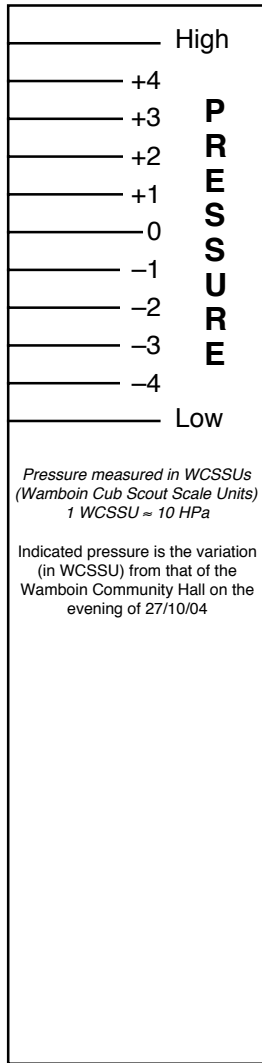 High
+4
+3
+2
+1
0
–1
–2
–3
–4
Low
PRESSURE
Pressure measured in WCSSUs
(Wamboin Cub Scout Scale Units)
1 WCSSU ≈ 10 HPa
Indicated pressure is the variation
(in WCSSU) from that of the
Wamboin Community Hall on the
evening of 27/10/04